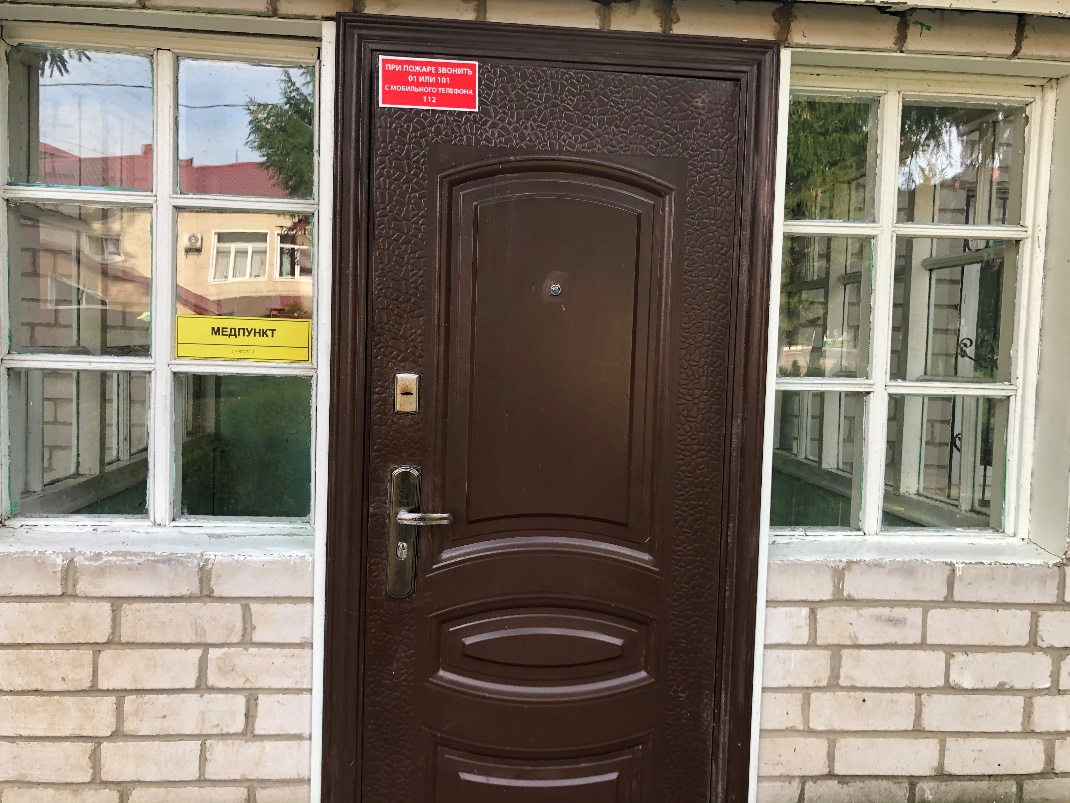 ПРИ ПОЖАРЕ ЗВОНИТЬ
01 ИЛИ 101
С МОБИЛЬНОГО ТЕЛЕФОНА
112
МЕДПУНКТ